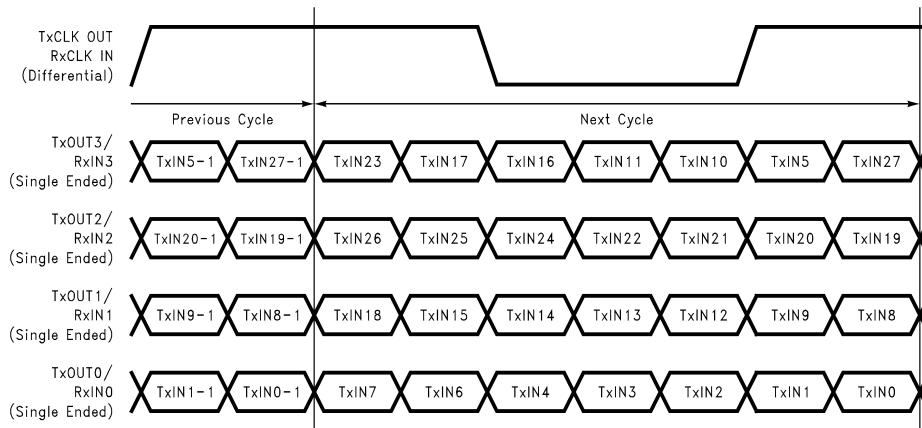 TxCLK OUT
RxCLK IN
(Differential)
Previous Cycle
Next Cycle
TxOUT3/
RxIN3
(Single Ended)
TxIN5-1 TxIN27-1 TxIN23 TxIN17 TxIN16 TxIN11 TxIN10 TxIN5 TxIN27
TxOUT2/
RxIN2
(Single Ended)
TxIN20-1 TxIN19-1 TxIN26 TxIN25 TxIN24 TxIN22 TxIN21 TxIN20 TxIN19
TxOUT1/
RxIN1
(Single Ended)
TxIN9-1 TxIN8-1 TxIN18 TxIN15 TxIN14 TxIN13 TxIN12 TxIN9 TxIN8
TxOUT0/
RxIN0
(Single Ended)
TxIN1-1 TxIN0-1 TxIN7 TxIN6 TxIN4 TxIN3 TxIN2 TxIN1 TxIN0